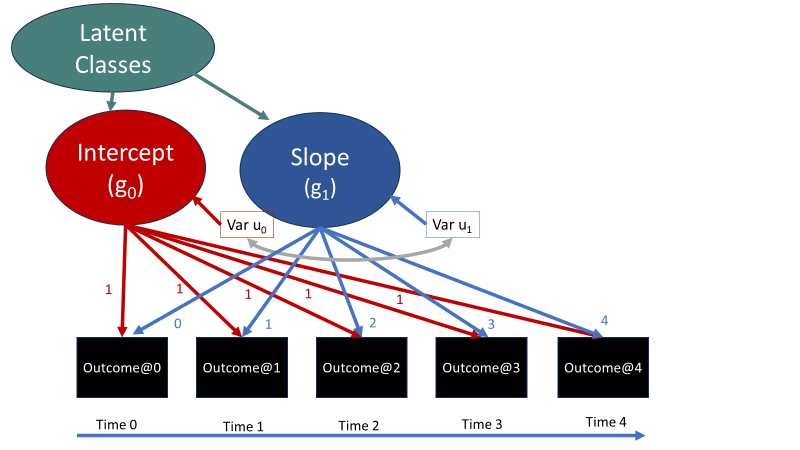 Latent
Classes
Intercept
(g₀)
Slope
(g₁)
Var u₀
Var u₁
1
1
1
1
1
0
1
2
3
4
Outcome@0
Outcome@1
Outcome@2
Outcome@3
Outcome@4
Time 0
Time 1
Time 2
Time 3
Time 4